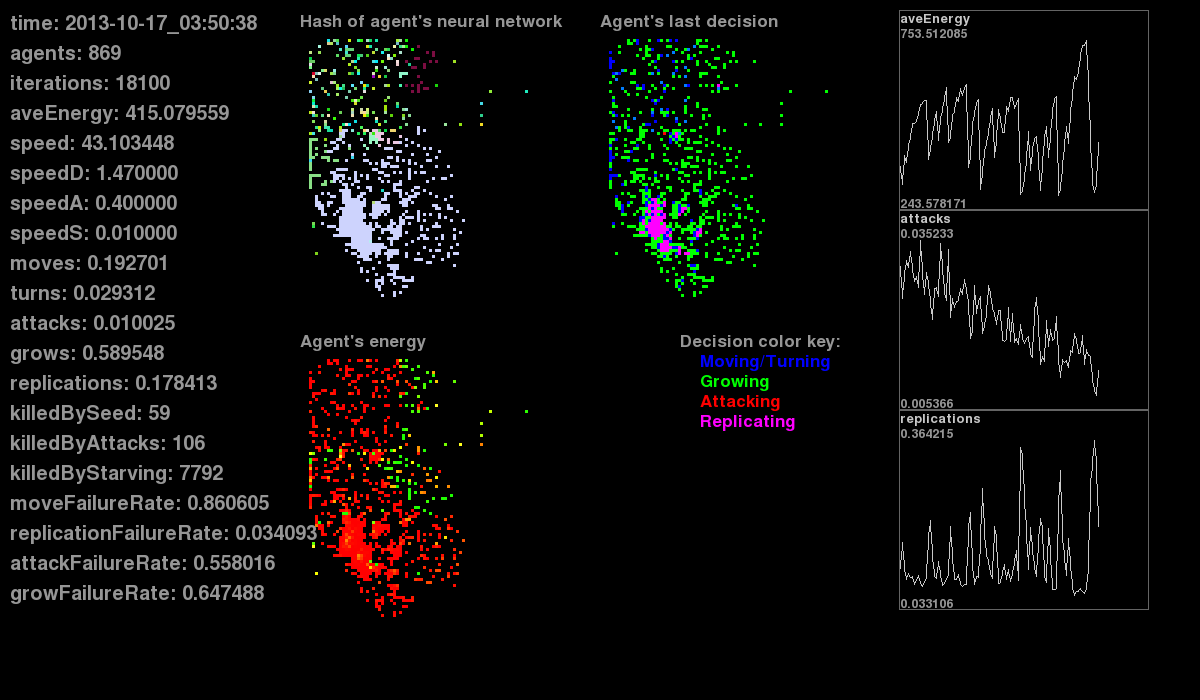 time: 2013-10-17_03:50:38
agents: 869
iterations: 18100
aveEnergy: 415.079559
speed: 43.103448
speedD: 1.470000
speedA: 0.400000
speedS: 0.010000
moves: 0.192701
turns: 0.029312
attacks: 0.010025
grows: 0.589548
replications: 0.178413
killedBySeed: 59
killedByAttacks: 106
killedByStarving: 7792
moveFailureRate: 0.860605
replicationFailureRate: 0.034093
attackFailureRate: 0.558016
growFailureRate: 0.647488
Hash of agent's neural network
Agent's last decision
Agent's energy
Decision color key:
Moving/Turning
Growing
Attacking
Replicating
aveEnergy
753.512085
243.578171
attacks
0.035233
0.005366
replications
0.364215
0.033106